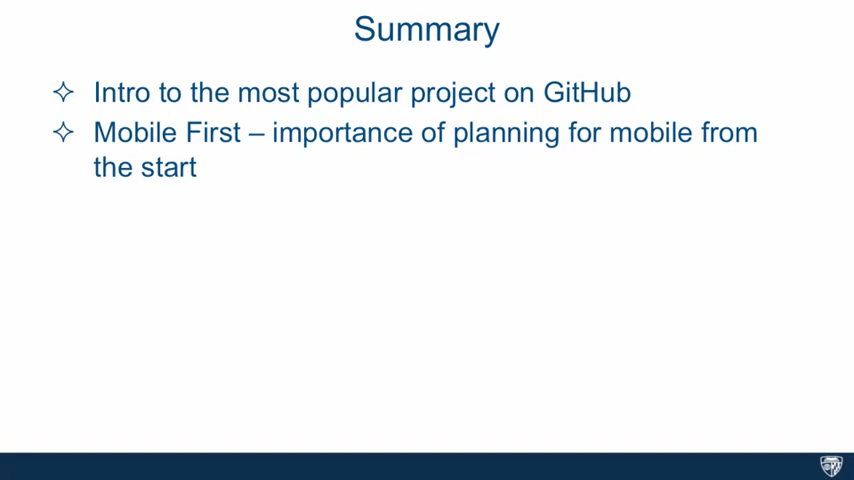 Summary
Intro to the most popular project on GitHub
Mobile First – importance of planning for mobile from
the start